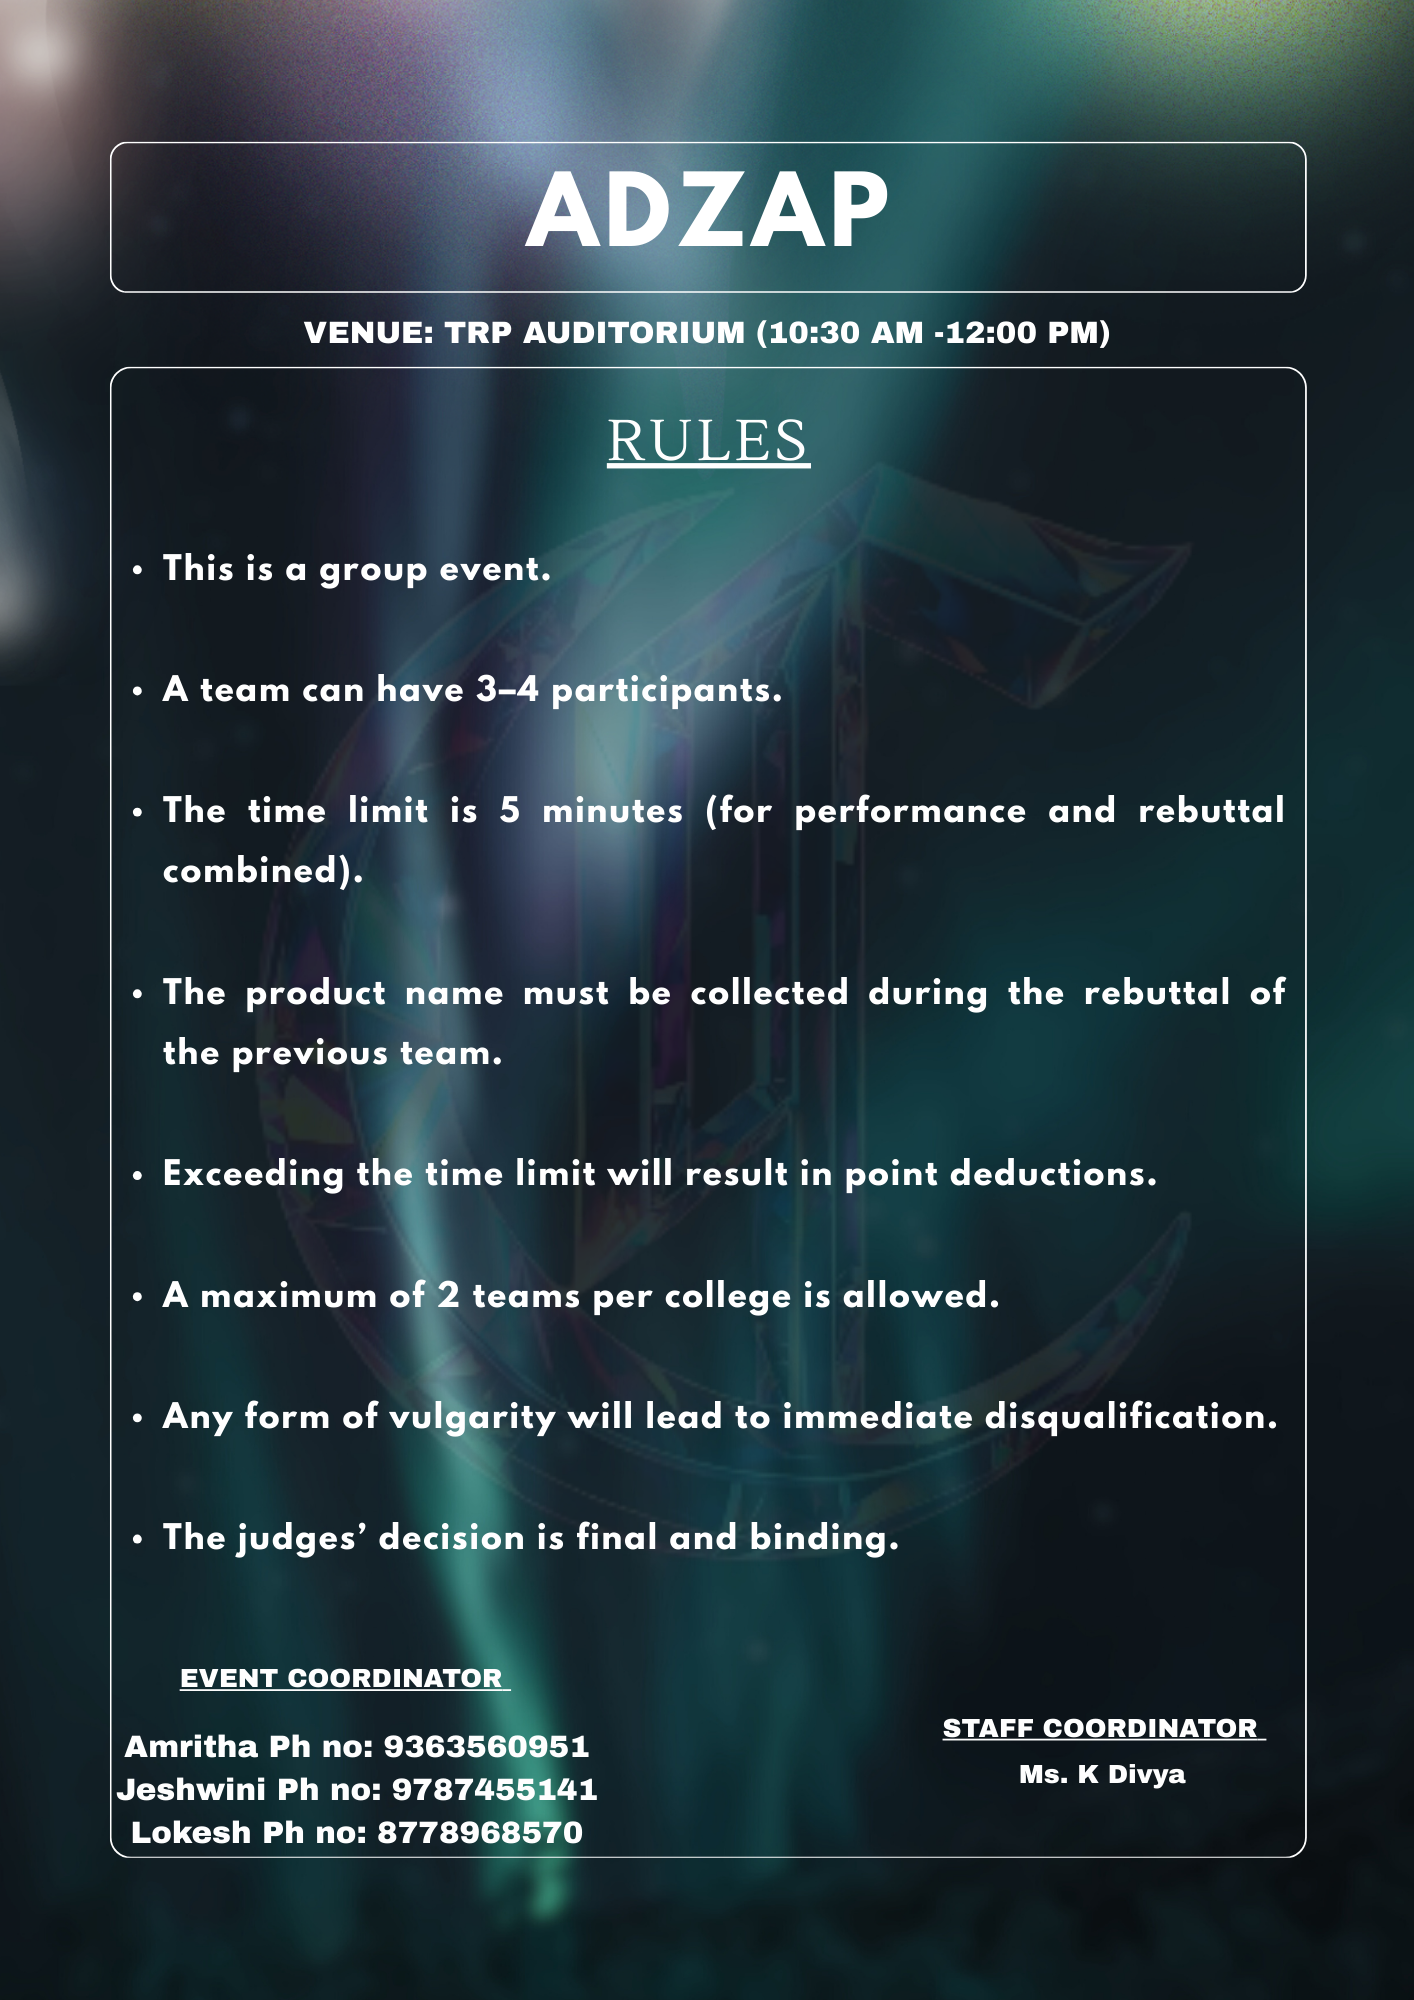 ADZAP
VENUE: TRP AUDITORIUM (10:30 AM -12:00 PM)
RULES
• This is a group event.
• A team can have 3–4 participants.
• The time limit is 5 minutes (for performance and rebuttal
combined).
• The product name must be collected during the rebuttal of
the previous team.
• Exceeding the time limit will result in point deductions.
• A maximum of 2 teams per college is allowed.
• Any form of vulgarity will lead to immediate disqualification.
• The judges’ decision is final and binding.
EVENT COORDINATOR
Amritha Ph no: 9363560951
Jeshwini Ph no: 9787455141
Lokesh Ph no: 8778968570
STAFF COORDINATOR
Ms. K Divya